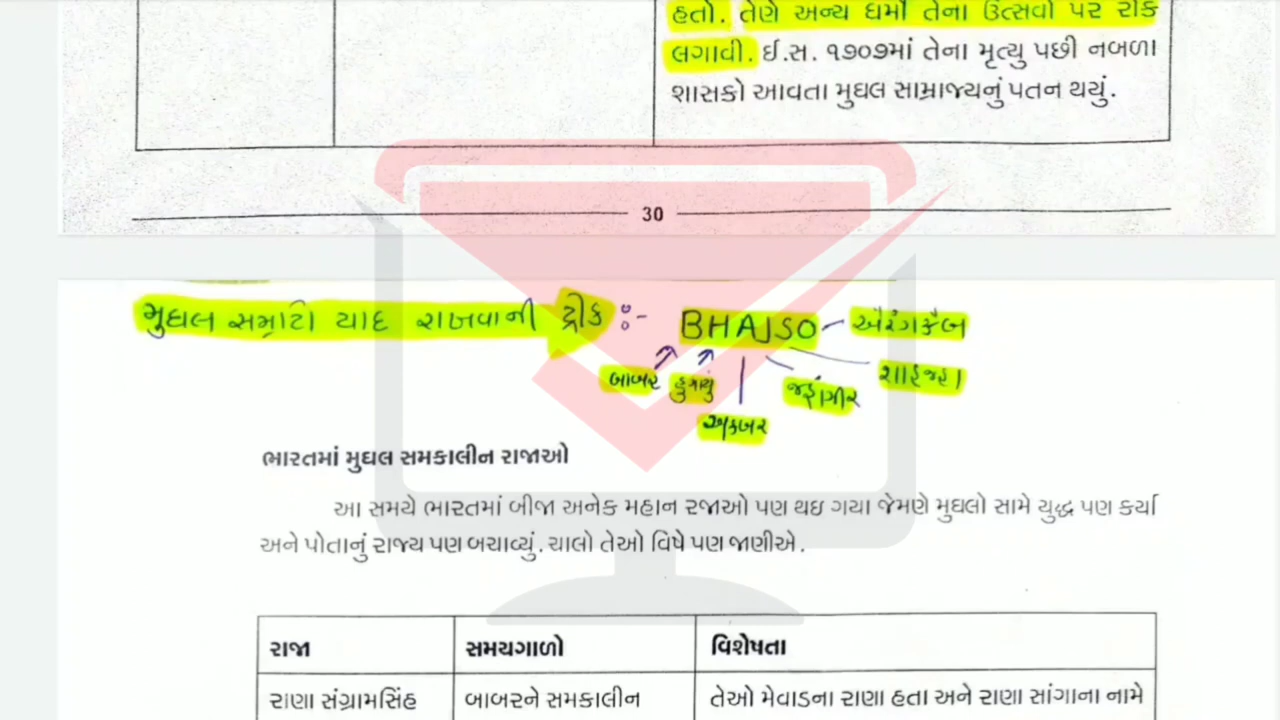 હતો. તેણે અન્ય ધર્મો તેના ઉત્સવો પર રોક
લગાવી. ઈ.સ. ૧૭૦૭માં તેના મૃત્યુ પછી નબળા
શાસકો આવતા મુઘલ સામ્રાજ્યનું પતન થયું.
30
મુઘલ સમ્રાટો યાદ રાખવાની ટ્રીક :- BHAJSO ઔરંગઝેબ
બાબર હુમાયુ અકબર જહાંગીર શાહજહાં
ભારતમાં મુઘલ સમકાલીન રાજાઓ
આ સમયે ભારતમાં બીજા અનેક મહાન રજાઓ પણ થઇ ગયા જેમણે મુઘલો સામે યુદ્ધ પણ કર્યા
અને પોતાનું રાજ્ય પણ બચાવ્યું. ચાલો તેઓ વિષે પણ જાણીએ.
રાજા સમયગાળો વિશેષતા
રાણા સંગ્રામસિંહ બાબરને સમકાલીન તેઓ મેવાડના રાણા હતા અને રાણા સાંગાના નામે